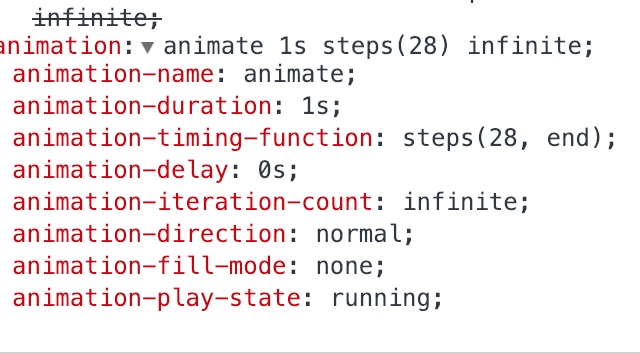 infinite;
animation: ▼ animate 1s steps(28) infinite;
animation-name: animate;
animation-duration: 1s;
animation-timing-function: steps(28, end);
animation-delay: 0s;
animation-iteration-count: infinite;
animation-direction: normal;
animation-fill-mode: none;
animation-play-state: running;